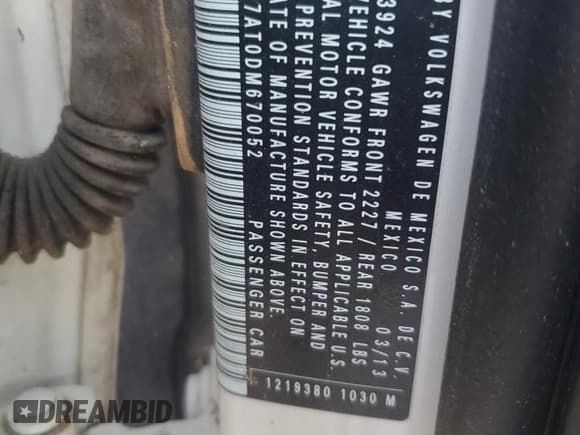 BY VOLKSWAGEN DE MEXICO S.A. DE C.V.
MEXICO 03/13
3924 GAWR FRONT 2227 / REAR 1808 LBS
VEHICLE CONFORMS TO ALL APPLICABLE U.S
AL MOTOR VEHICLE SAFETY, BUMPER AND
PREVENTION STANDARDS IN EFFECT ON
ATE OF MANUFACTURE SHOWN ABOVE.
7AT0DM670052 PASSENGER CAR
1219380 1030 M
DREAMBID